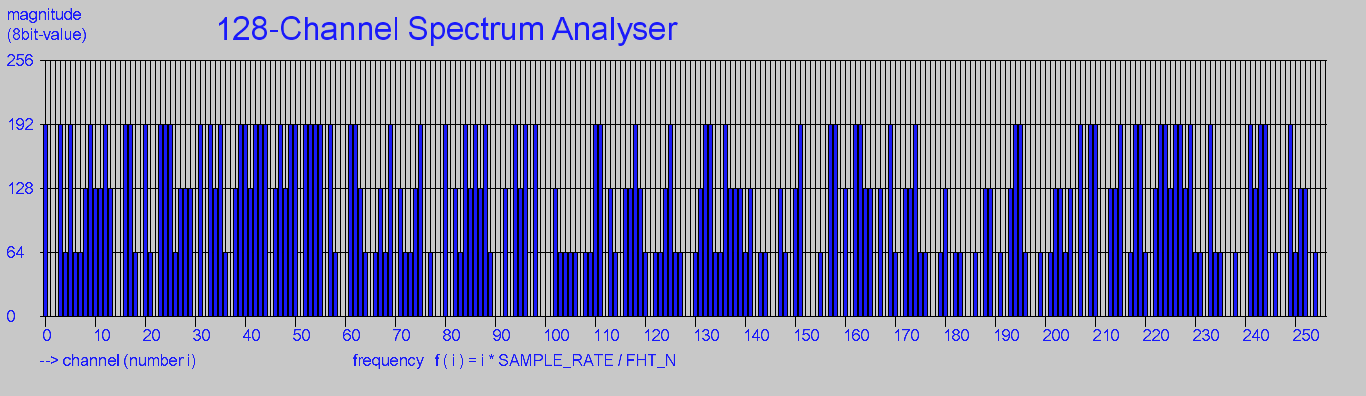 magnitude
(8bit-value)
128-Channel Spectrum Analyser
256
192
128
64
0
0 10 20 30 40 50 60 70 80 90 100 110 120 130 140 150 160 170 180 190 200 210 220 230 240 250
--> channel (number i)
frequency f ( i ) = i * SAMPLE_RATE / FHT_N